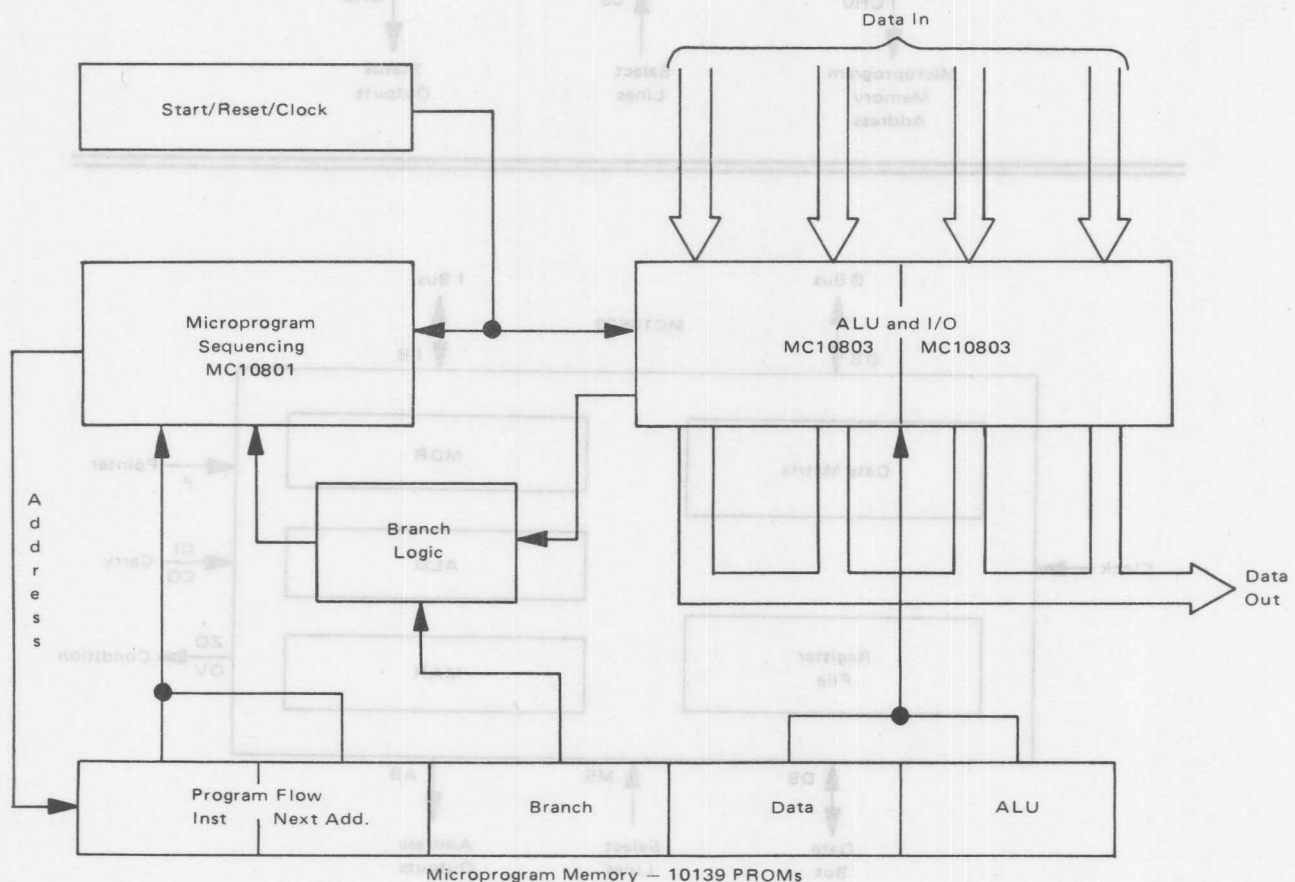 Data In
Start/Reset/Clock
Microprogram
Sequencing
MC10801
ALU and I/O
MC10803 MC10803
Address
Branch
Logic
Data
Out
Program Flow
Inst Next Add.
Branch
Data
ALU
Microprogram Memory – 10139 PROMs